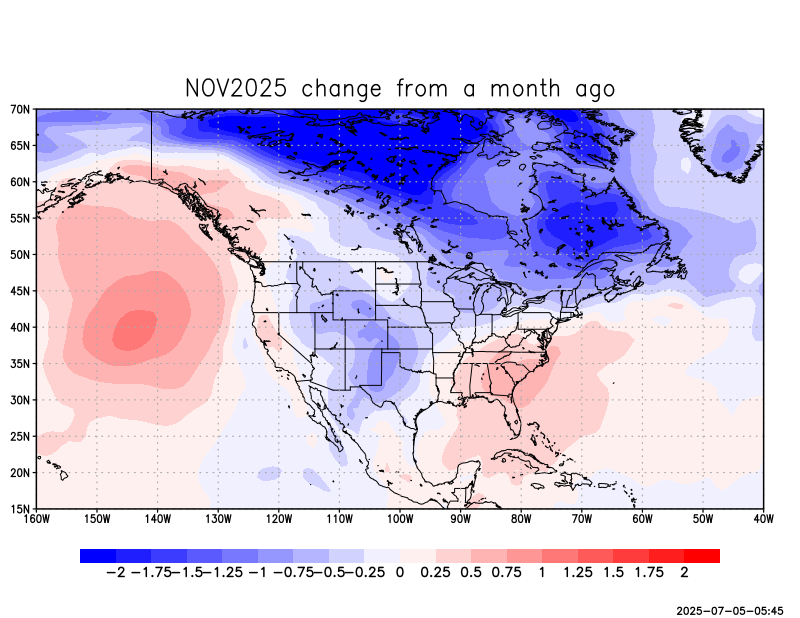 NOV2025 change from a month ago
70N
65N
60N
55N
50N
45N
40N
35N
30N
25N
20N
15N
160W 150W 140W 130W 120W 110W 100W 90W 80W 70W 60W 50W 40W
−2 −1.75 −1.5 −1.25 −1 −0.75 −0.5 −0.25 0 0.25 0.5 0.75 1 1.25 1.5 1.75 2
2025-07-05-05:45